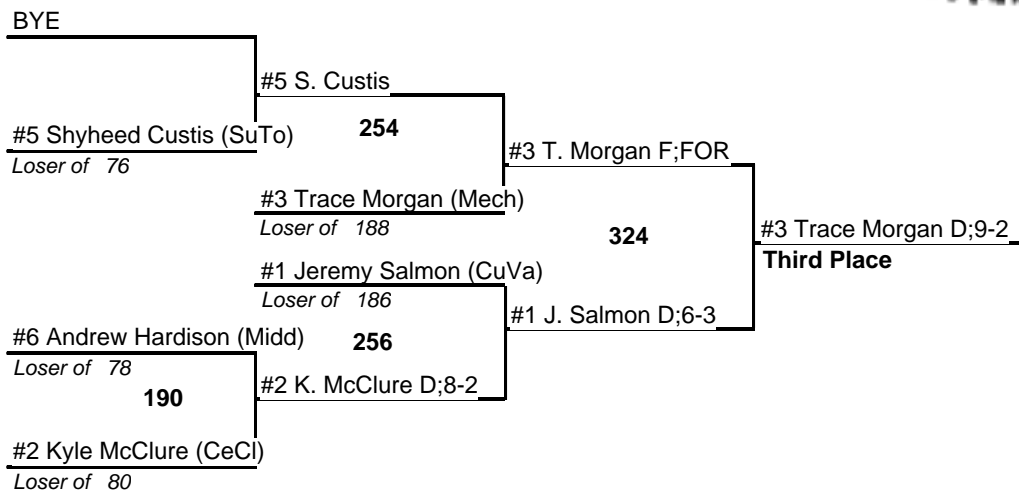 BYE
#5 S. Custis
#5 Shyheed Custis (SuTo)
254
Loser of 76
#3 T. Morgan F;FOR
#3 Trace Morgan (Mech)
Loser of 188
324
#3 Trace Morgan D;9-2
Third Place
#1 Jeremy Salmon (CuVa)
Loser of 186
#1 J. Salmon D;6-3
#6 Andrew Hardison (Midd)
256
Loser of 78
190
#2 K. McClure D;8-2
#2 Kyle McClure (CeCl)
Loser of 80